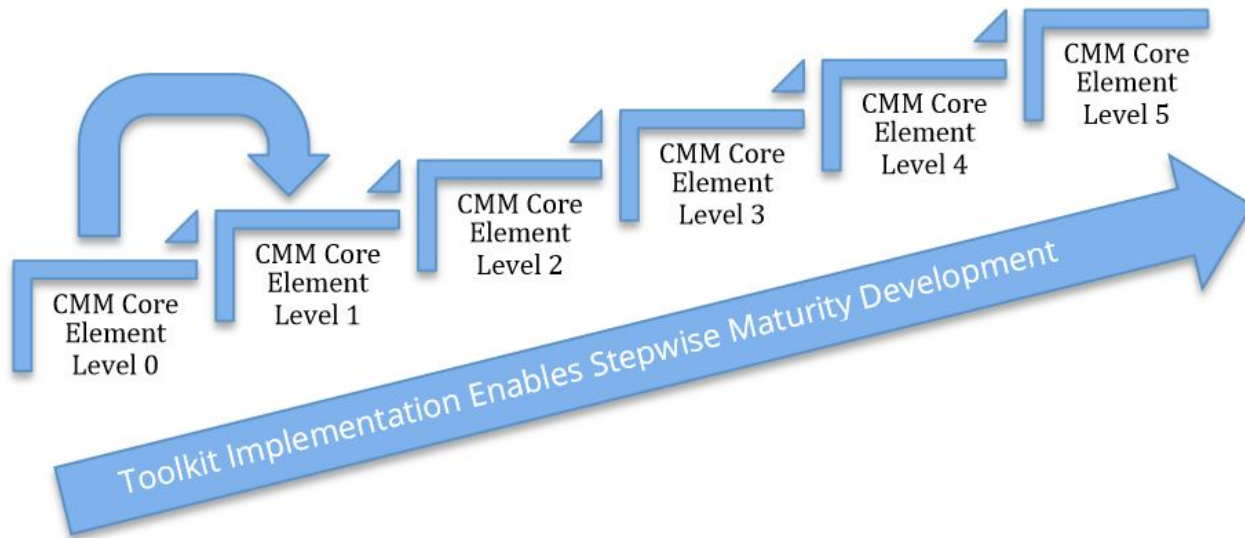 CMM Core
Element
Level 0
CMM Core
Element
Level 1
CMM Core
Element
Level 2
CMM Core
Element
Level 3
CMM Core
Element
Level 4
CMM Core
Element
Level 5
Toolkit Implementation Enables Stepwise Maturity Development